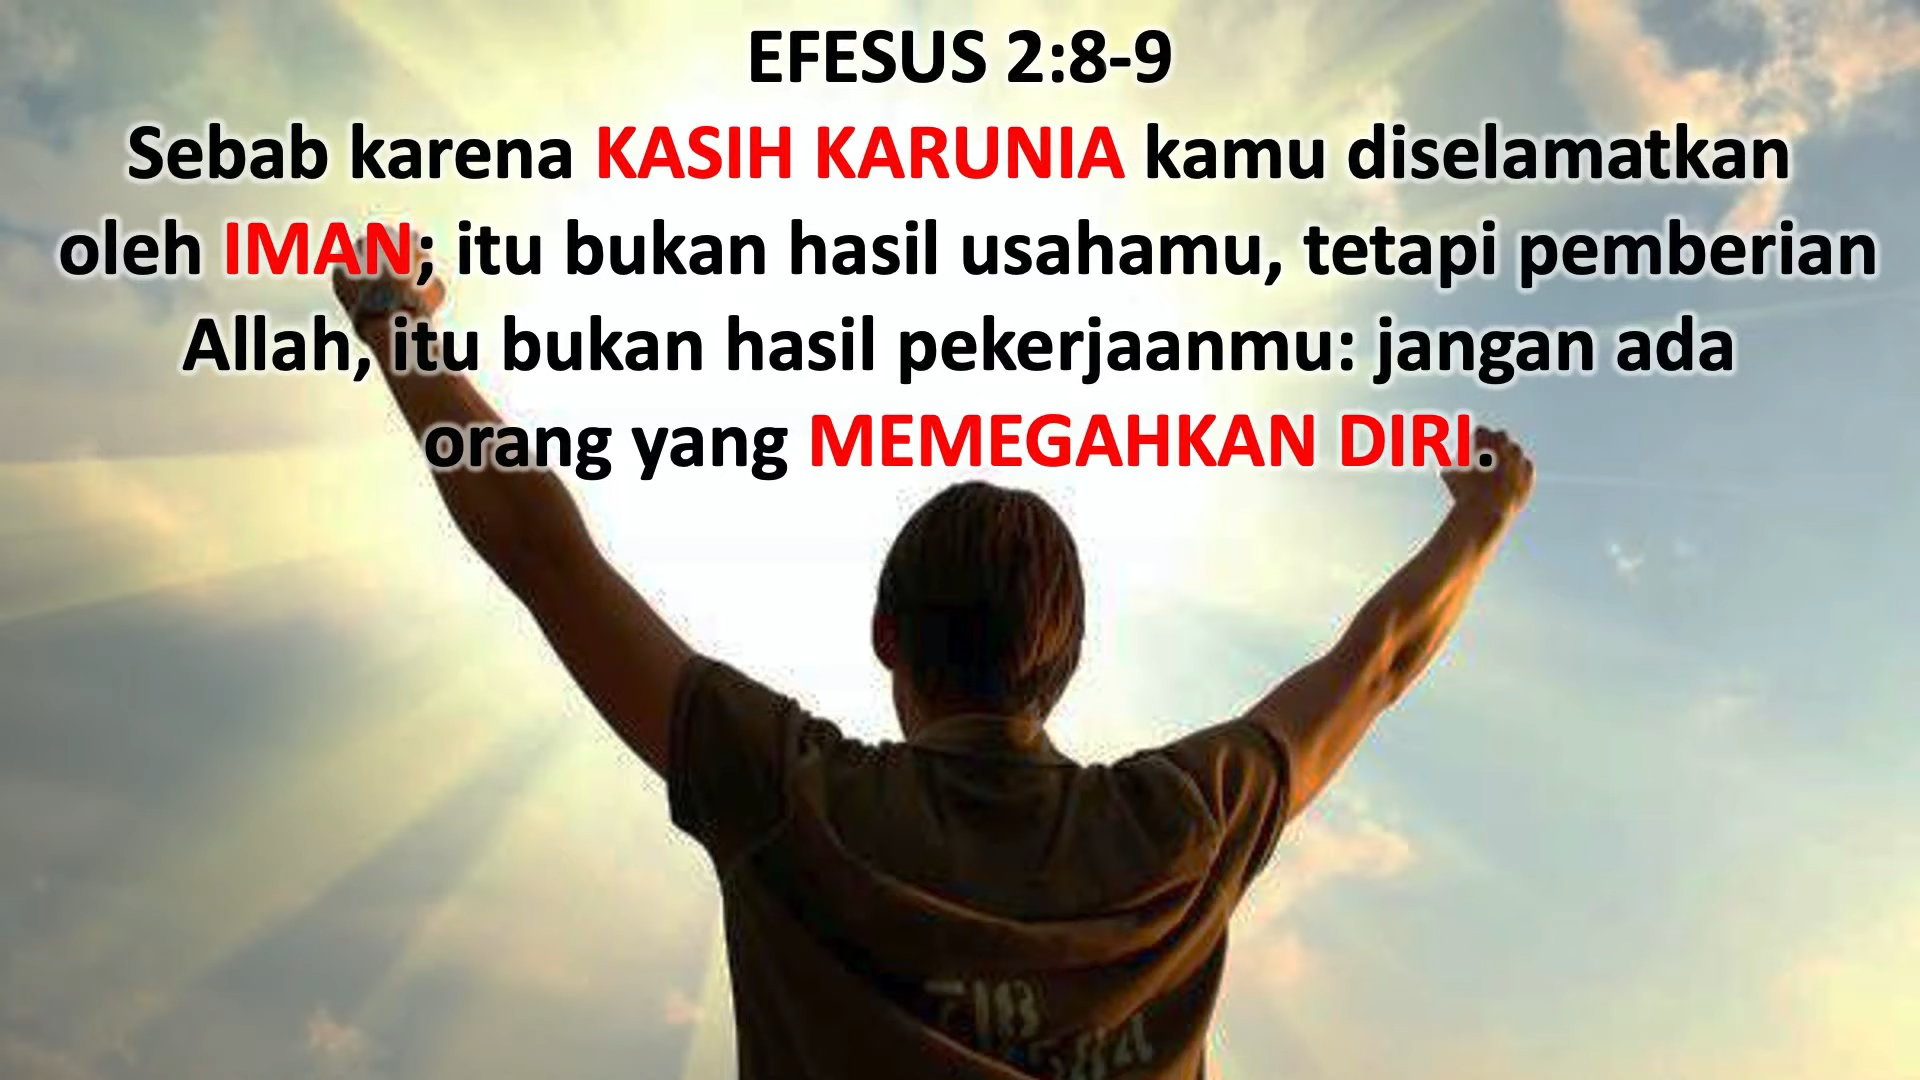 EFESUS 2:8-9
Sebab karena KASIH KARUNIA kamu diselamatkan
oleh IMAN; itu bukan hasil usahamu, tetapi pemberian
Allah, itu bukan hasil pekerjaanmu: jangan ada
orang yang MEMEGAHKAN DIRI.